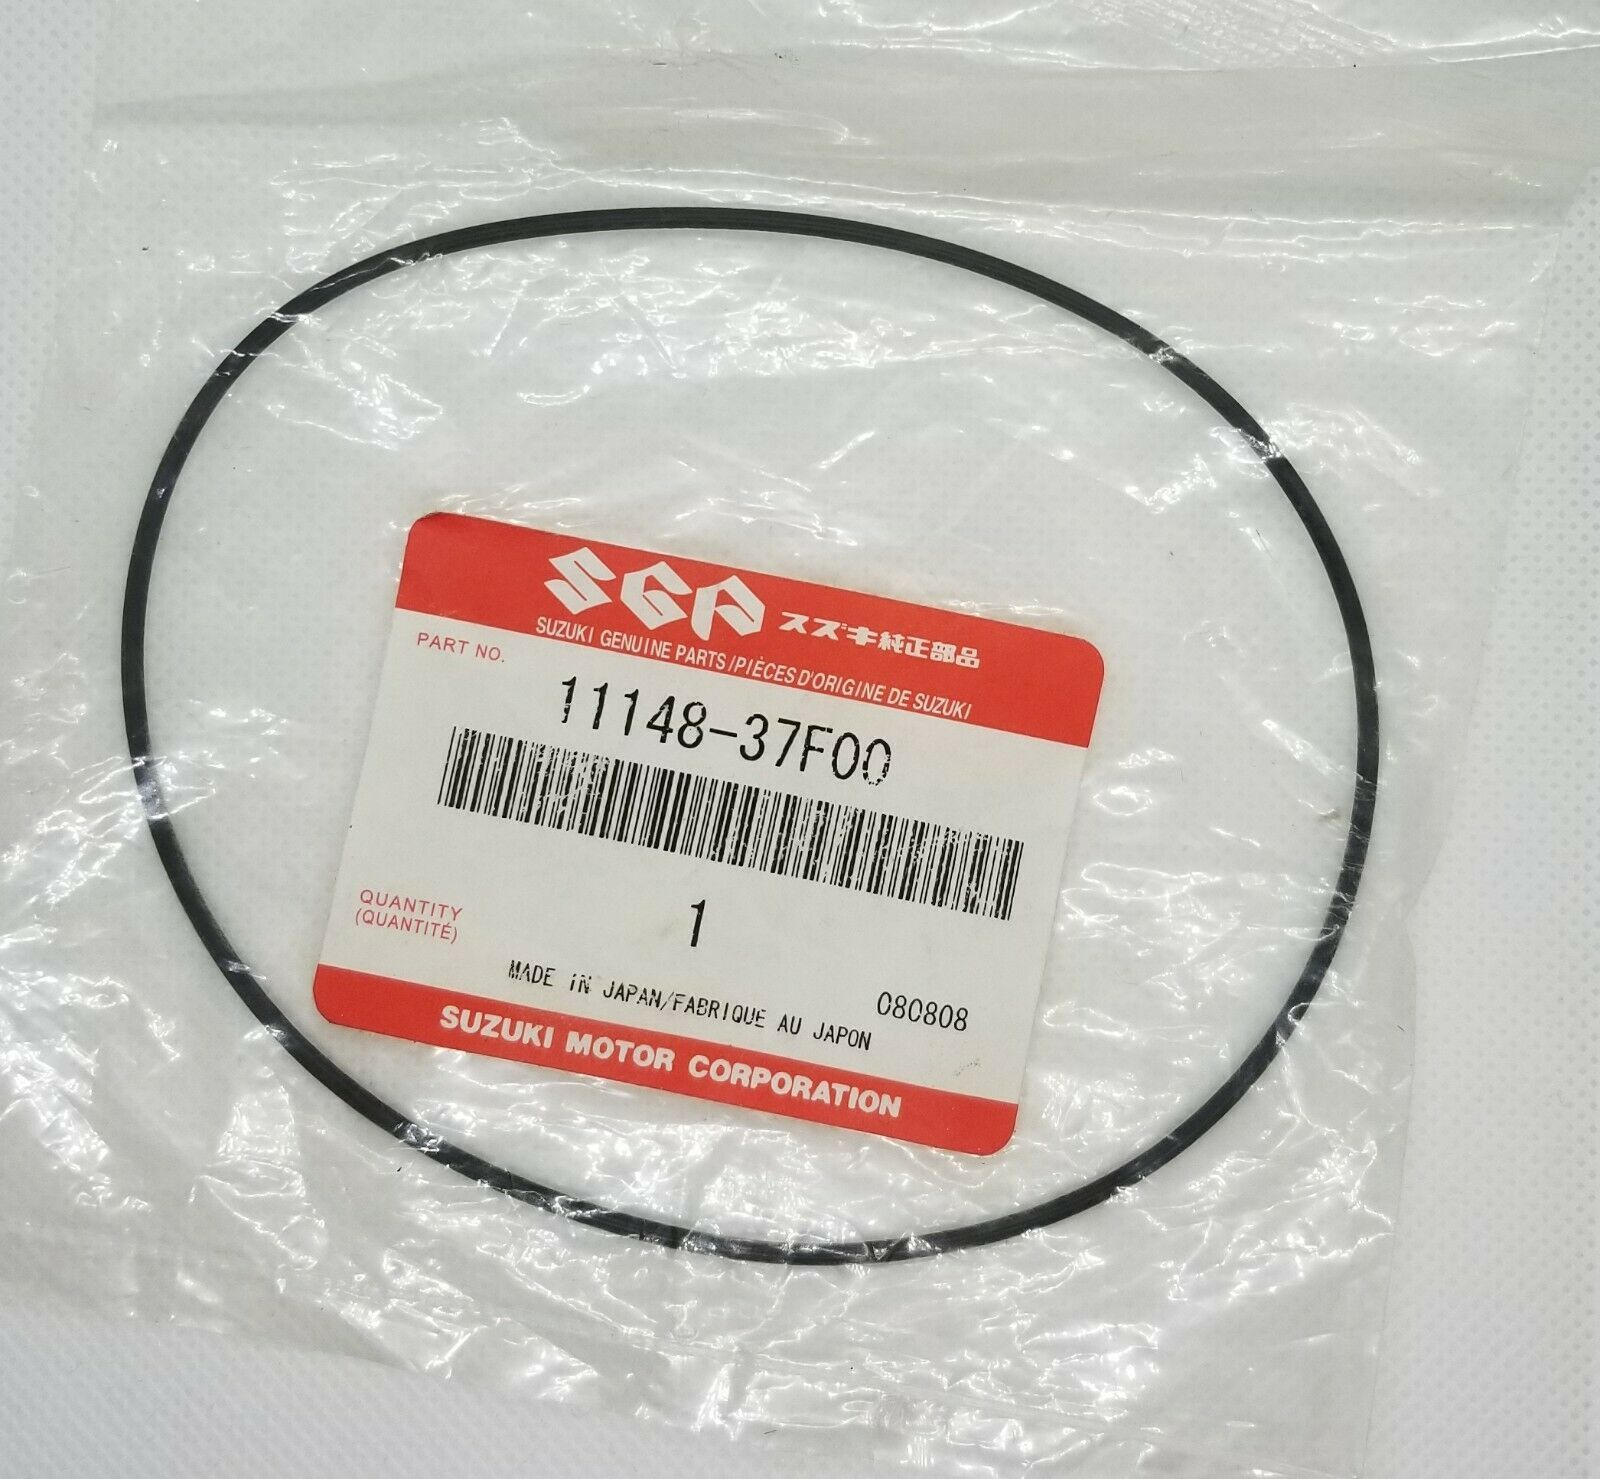 SGP スズキ純正部品
SUZUKI GENUINE PARTS/PIÈCES D'ORIGINE DE SUZUKI
PART NO.
11148-37F00
QUANTITY
(QUANTITÉ)
1
MADE IN JAPAN/FABRIQUE AU JAPON
080808
SUZUKI MOTOR CORPORATION